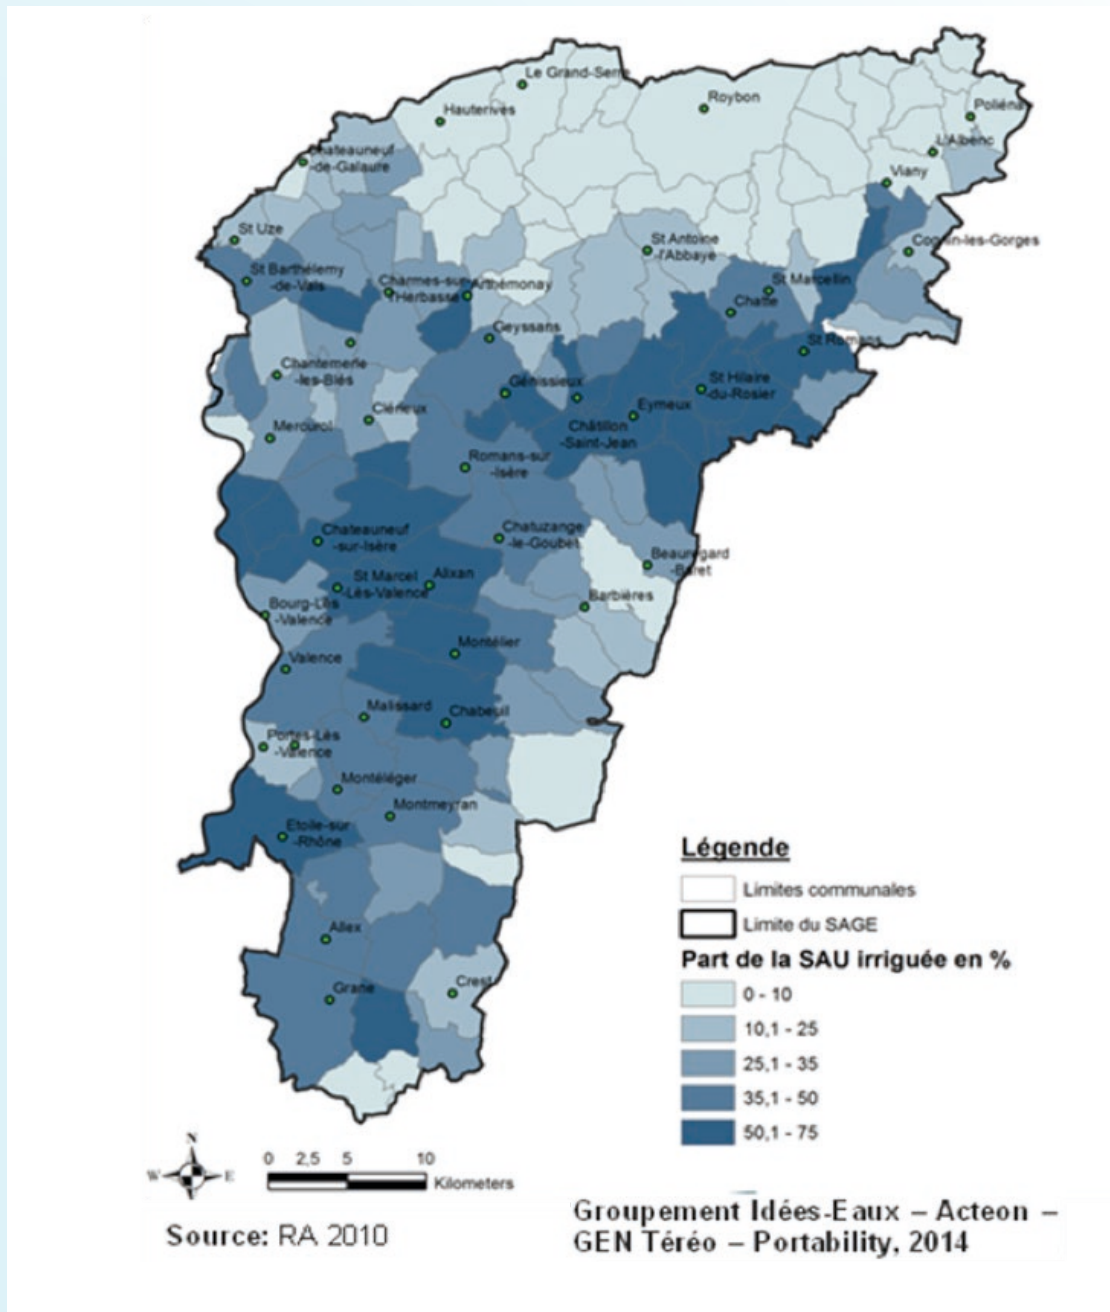 Le Grand-Serre
Roybon
Hauterives
Poliéna
L'Albenc
Chateauneuf
-de-Galaure
Vinay
St Uze
St Antoine
-l'Abbaye
Cognin-les-Gorges
St Barthélemy
-de-Vals
Charmes-sur
-l'Herbasse
Arthémonay
St Marcellin
Chatte
Geyssans
St Romans
Chantemerle
-les-Blés
Génissieux
St Hilaire
-du-Rosier
Clérieux
Eymeux
Mercurol
Châtillon
-Saint-Jean
Romans-sur
-Isère
Chateauneuf
-sur-Isère
Chatuzange
-le-Goubet
Beauregard
-Baret
St Marcel
-Lès-Valence
Alixan
Bourg-Lès
-Valence
Barbières
Montélier
Valence
Malissard
Chabeuil
Portes-Lès
-Valence
Montéléger
Montmeyran
Etoile-sur
-Rhône
Légende
Limites communales
Limite du SAGE
Part de la SAU irriguée en %
0 - 10
10,1 - 25
25,1 - 35
35,1 - 50
50,1 - 75
Allex
Crest
Grane
N
W E
S
0 2,5 5 10
Kilometers
Source: RA 2010
Groupement Idées-Eaux – Acteon –
GEN Téréo – Portability, 2014